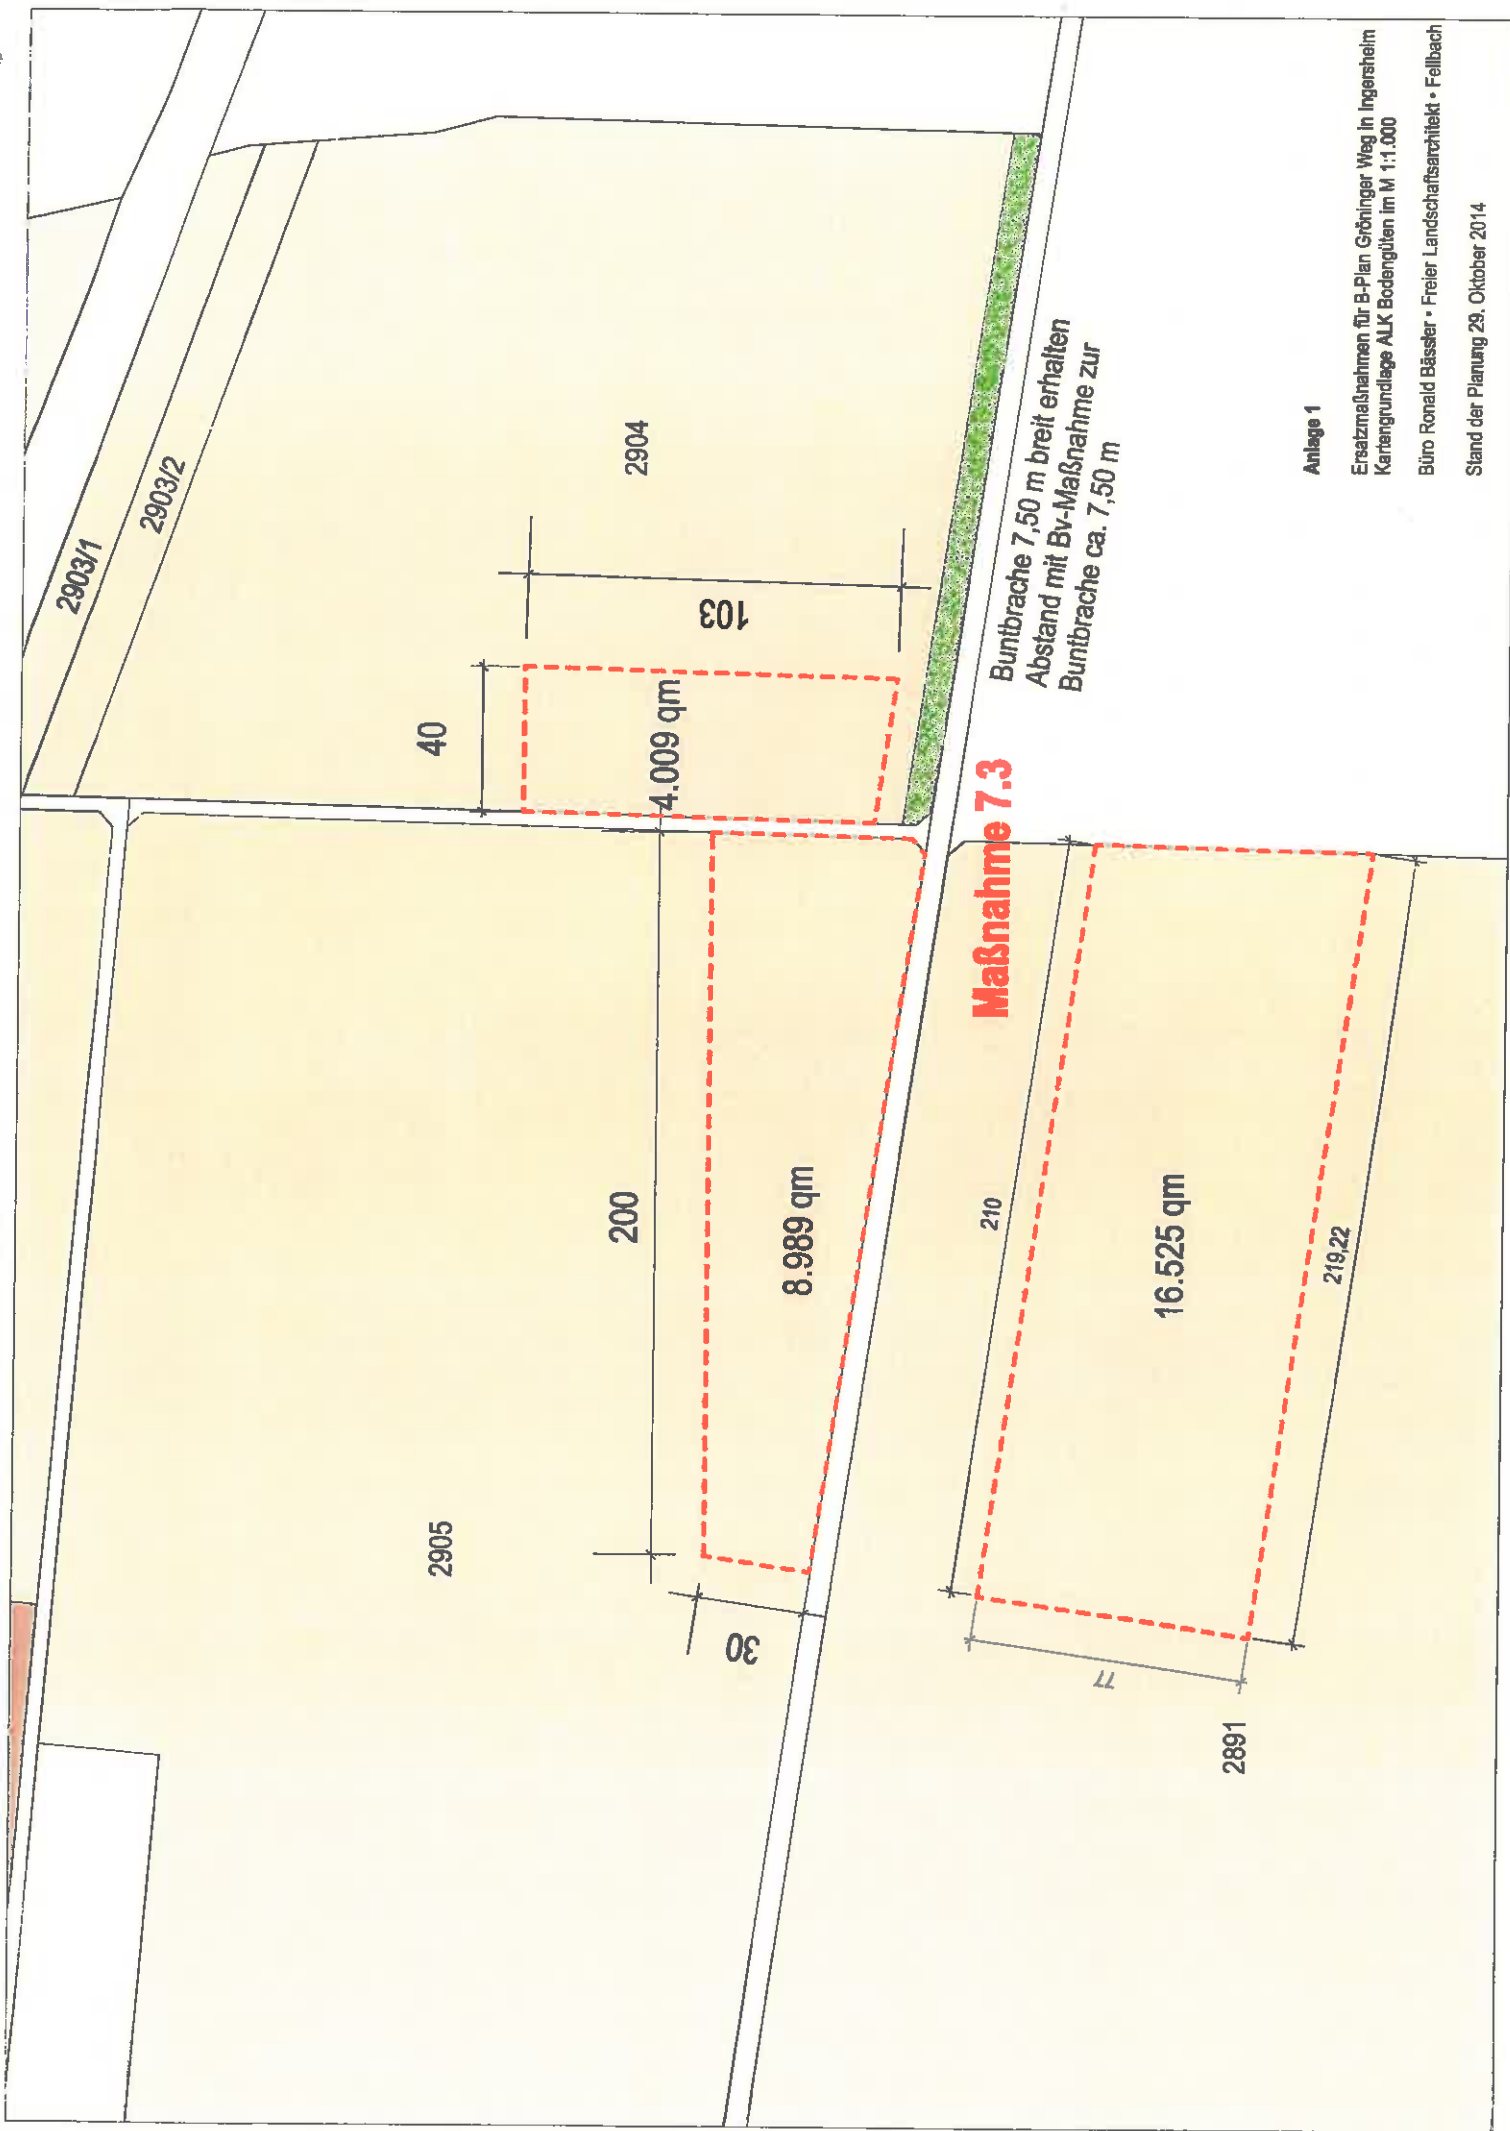 2903/1
2903/2
2904
40
103
4.009 qm
200
8.989 qm
2905
30
Buntbrache 7,50 m breit erhalten
Abstand mit Bv-Maßnahme zur
Buntbrache ca. 7,50 m
Maßnahme 7.3
210
16.525 qm
219,22
77
2891
Anlage 1
Ersatzmaßnahmen für B-Plan Gröninger Weg in Ingersheim
Kartengrundlage ALK Bodengüten im M 1:1.000
Büro Ronald Bässler • Freier Landschaftsarchitekt • Fellbach
Stand der Planung 29. Oktober 2014